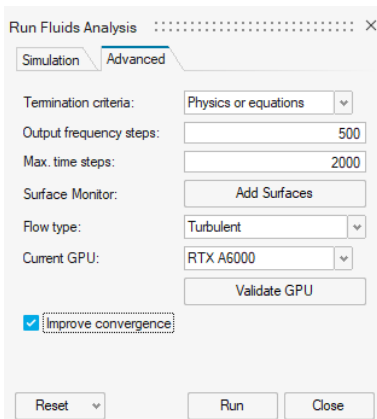 Run Fluids Analysis
Simulation Advanced
Termination criteria: Physics or equations
Output frequency steps: 500
Max. time steps: 2000
Surface Monitor: Add Surfaces
Flow type: Turbulent
Current GPU: RTX A6000
Validate GPU
Improve convergence
Reset Run Close